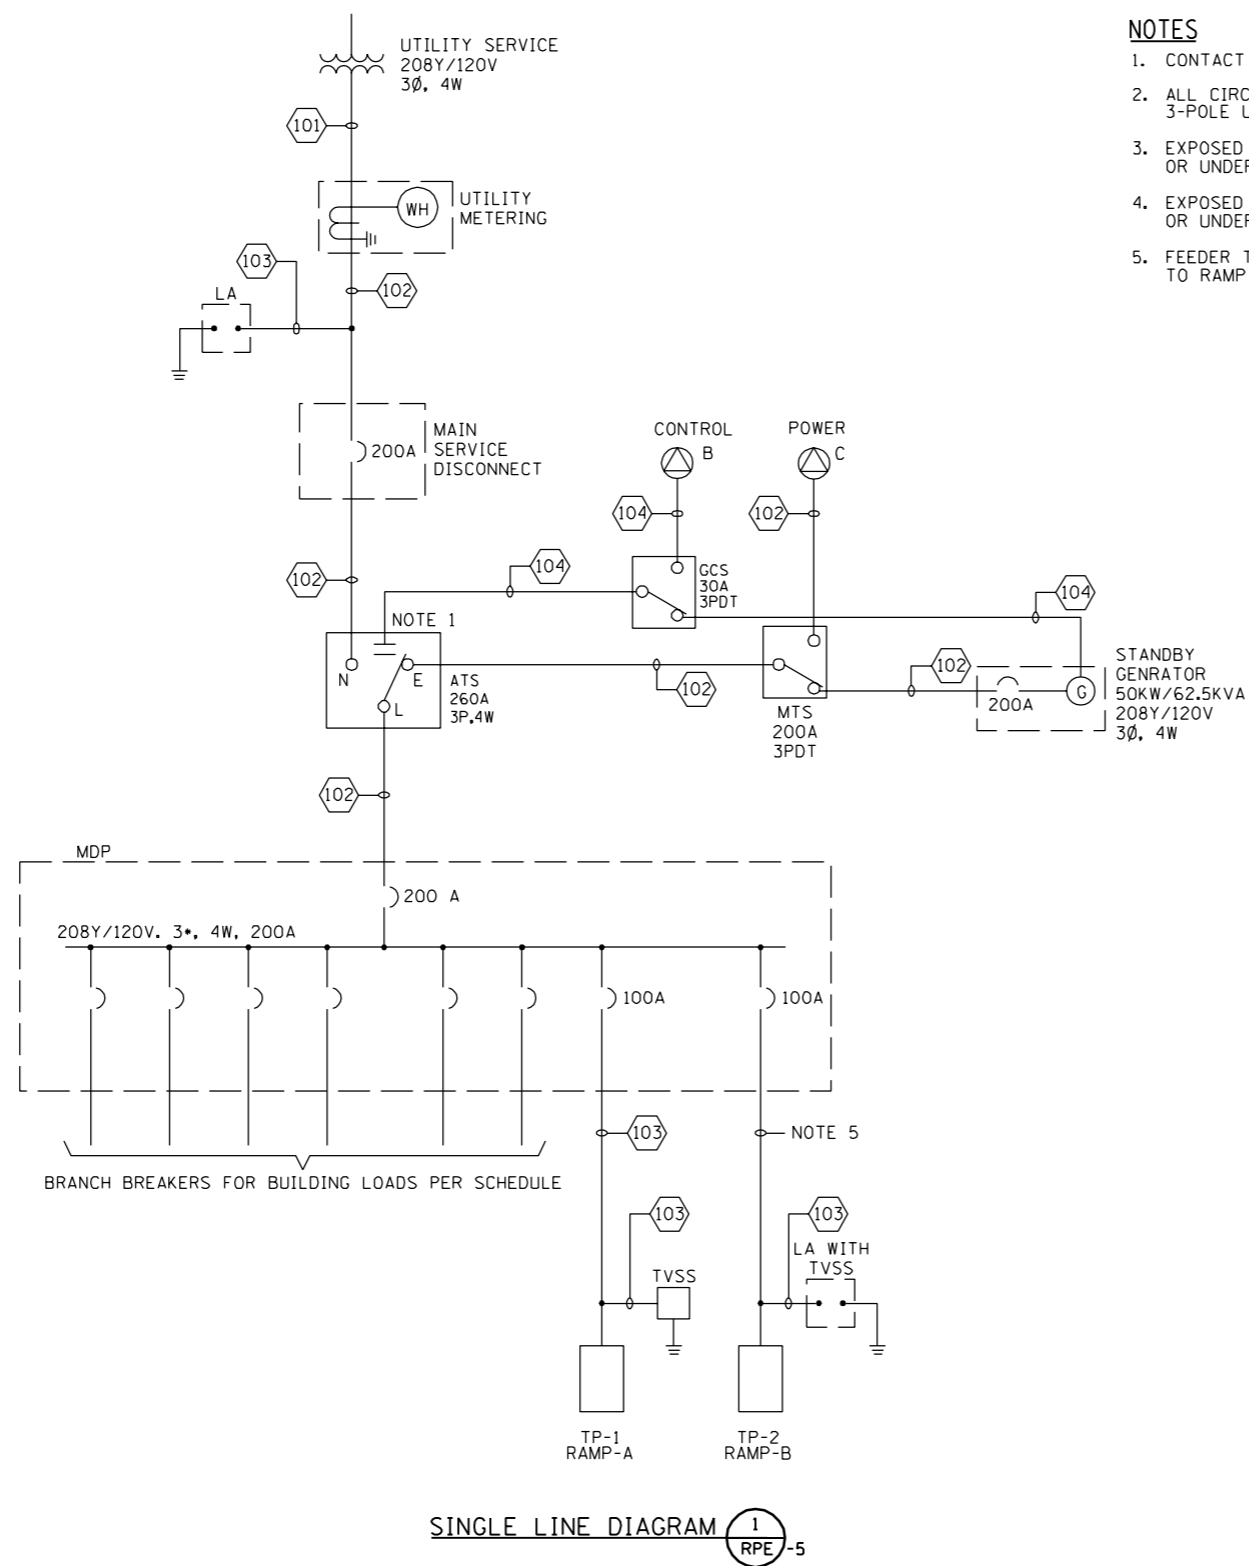 UTILITY SERVICE
208Y/120V
3Ø, 4W
101
WH
UTILITY
METERING
103
102
LA
MAIN
SERVICE
DISCONNECT
200A
CONTROL
B
POWER
C
104
102
102
104
GCS
30A
3PDT
104
NOTE 1
N
E
L
ATS
260A
3P,4W
102
MTS
200A
3PDT
102
200A
G
STANDBY
GENRATOR
50KW/62.5KVA
208Y/120V
3Ø, 4W
102
MDP
200 A
208Y/120V. 3*, 4W, 200A
100A
100A
103
NOTE 5
BRANCH BREAKERS FOR BUILDING LOADS PER SCHEDULE
103
103
TVSS
LA WITH
TVSS
TP-1
RAMP-A
TP-2
RAMP-B
SINGLE LINE DIAGRAM
1
RPE
-5
NOTES
1. CONTACT
2. ALL CIRC
3-POLE U
3. EXPOSED
OR UNDER
4. EXPOSED
OR UNDER
5. FEEDER T
TO RAMP